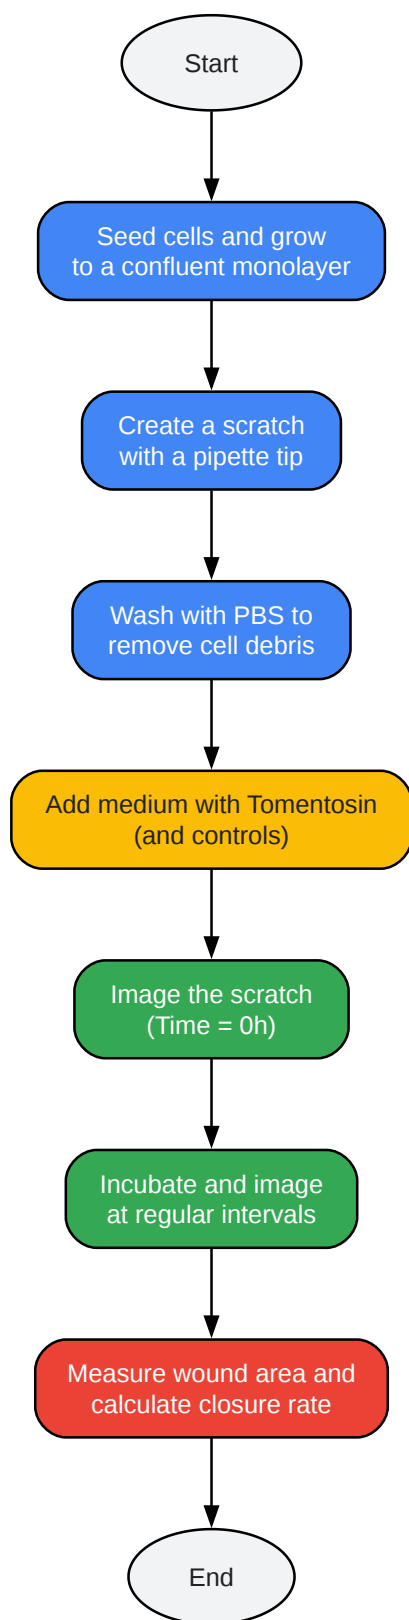 Start
Seed cells and grow
to a confluent monolayer
Create a scratch
with a pipette tip
Wash with PBS to
remove cell debris
Add medium with Tomentosin
(and controls)
Image the scratch
(Time = 0h)
Incubate and image
at regular intervals
Measure wound area and
calculate closure rate
End